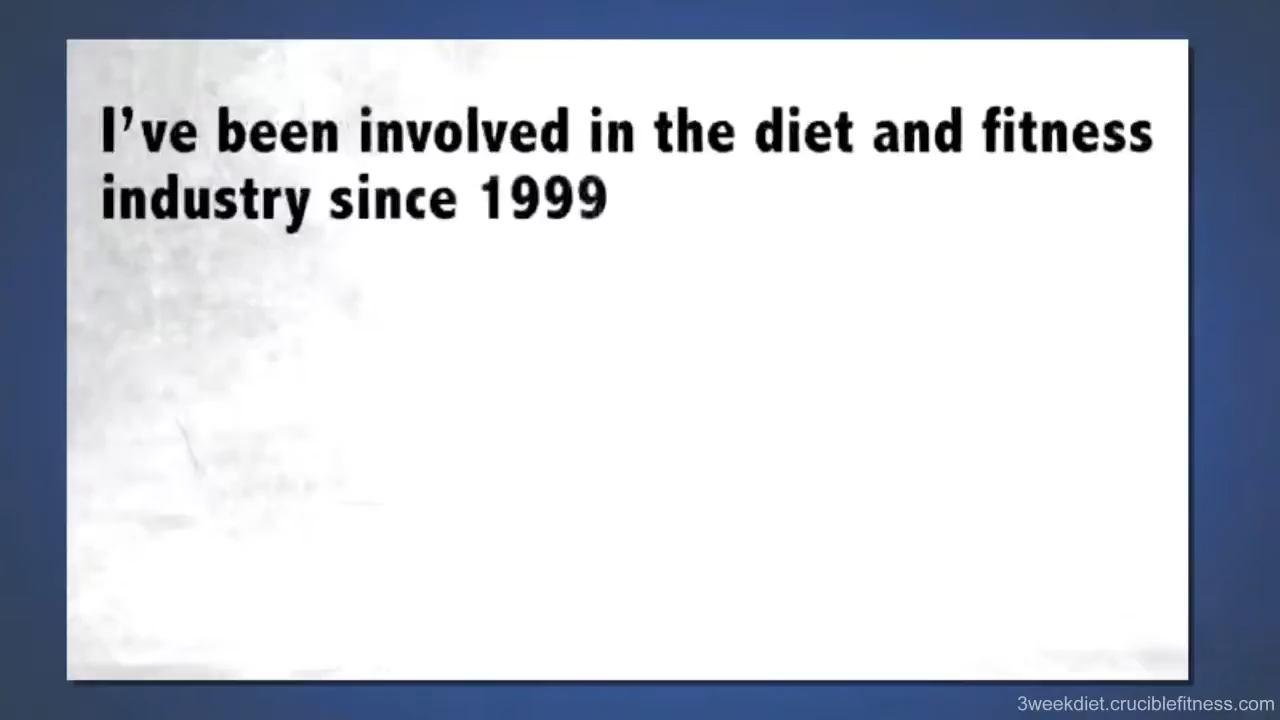 I've been involved in the diet and fitness
industry since 1999
3weekdiet.cruciblefitness.com